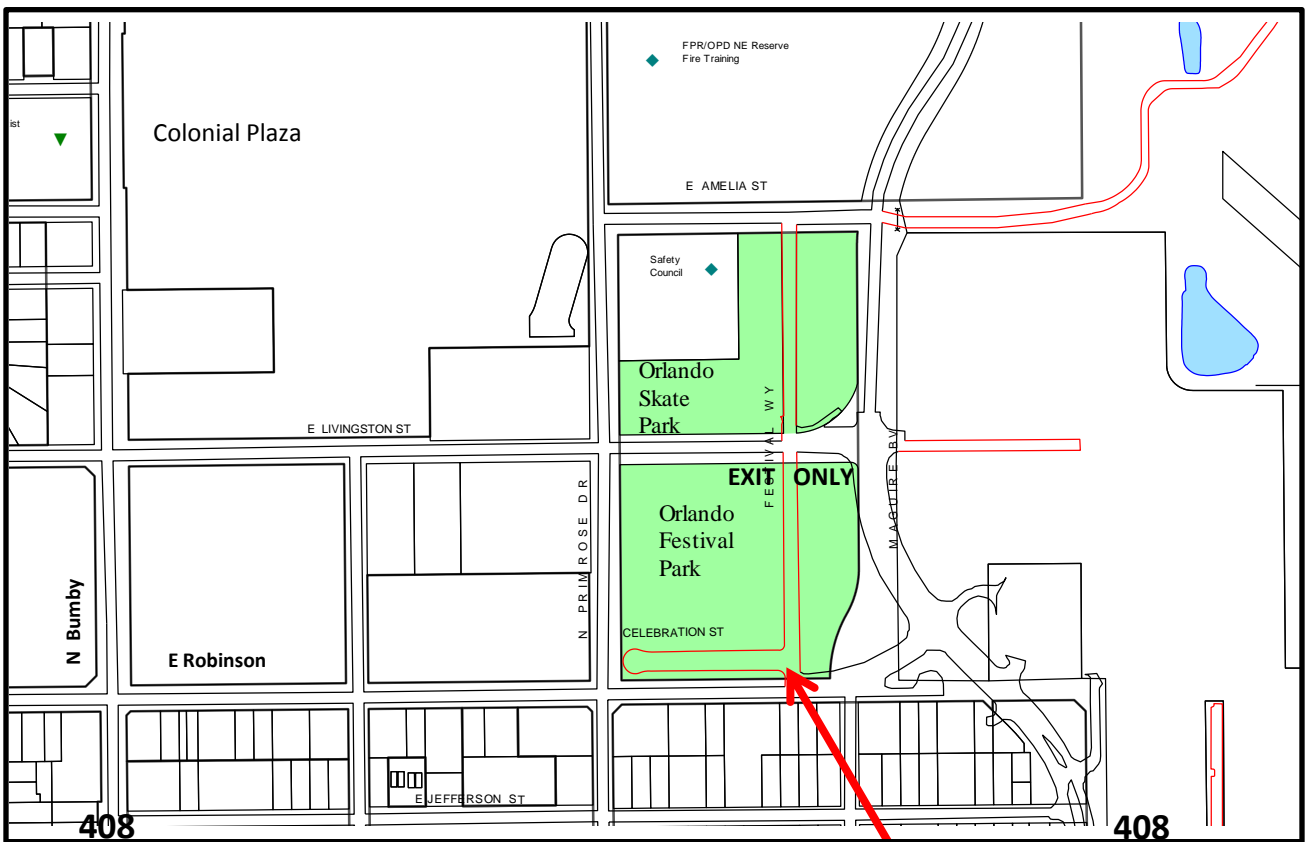 FPR/OPD NE Reserve
Fire Training
ist
Colonial Plaza
E AMELIA ST
Safety
Council
Orlando
Skate
Park
FESTIVAL WY
E LIVINGSTON ST
MAGUIRE BV
EXIT ONLY
N PRIMROSE DR
Orlando
Festival
Park
N Bumby
E Robinson
CELEBRATION ST
E JEFFERSON ST
408
408